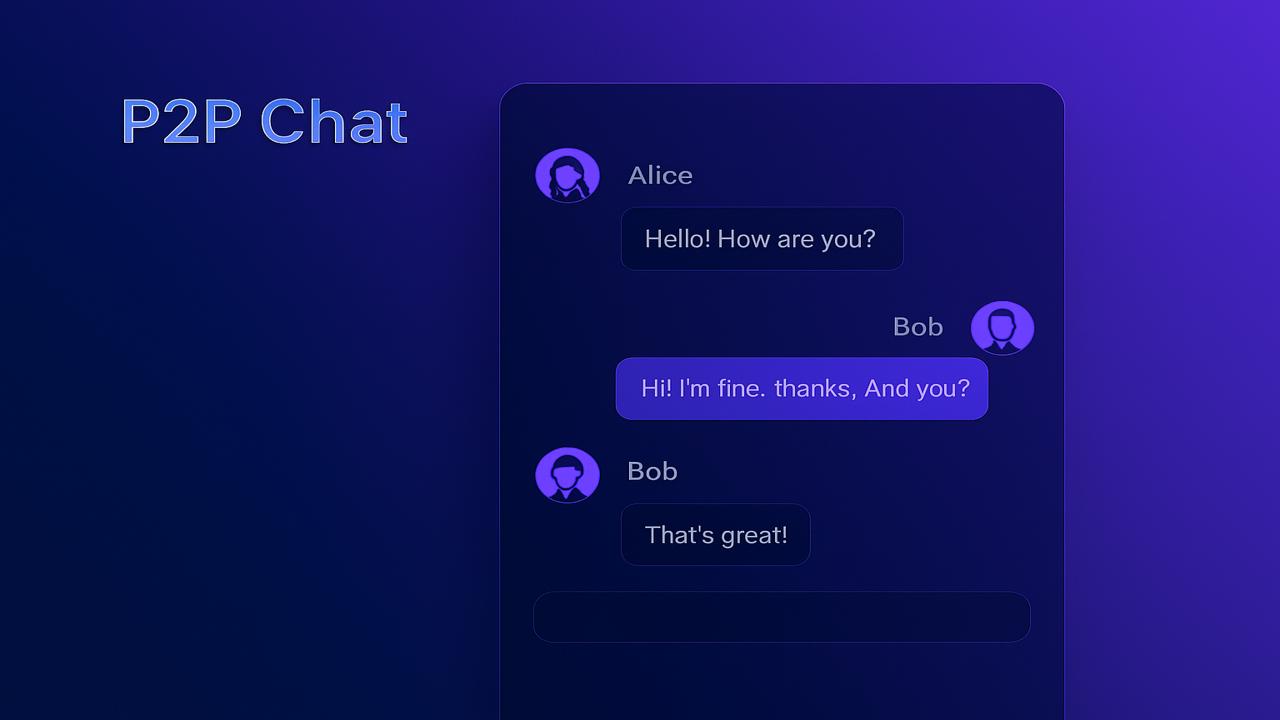 P2P Chat
Alice
Hello! How are you?
Bob
Hi! I'm fine. thanks, And you?
Bob
That's great!